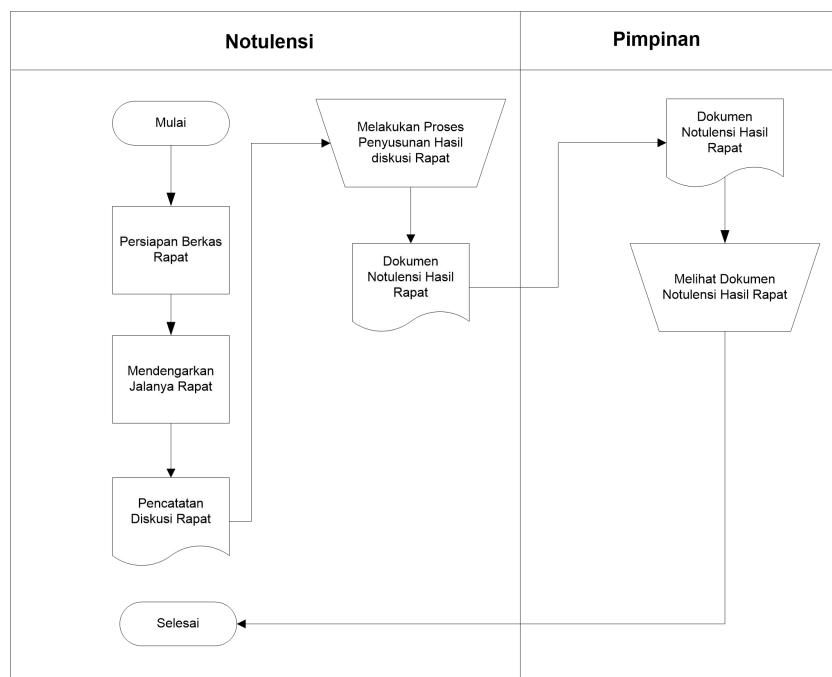 Notulensi
Pimpinan
Mulai
Persiapan Berkas
Rapat
Mendengarkan
Jalanya Rapat
Pencatatan
Diskusi Rapat
Melakukan Proses
Penyusunan Hasil
diskusi Rapat
Dokumen
Notulensi Hasil
Rapat
Dokumen
Notulensi Hasil
Rapat
Melihat Dokumen
Notulensi Hasil Rapat
Selesai